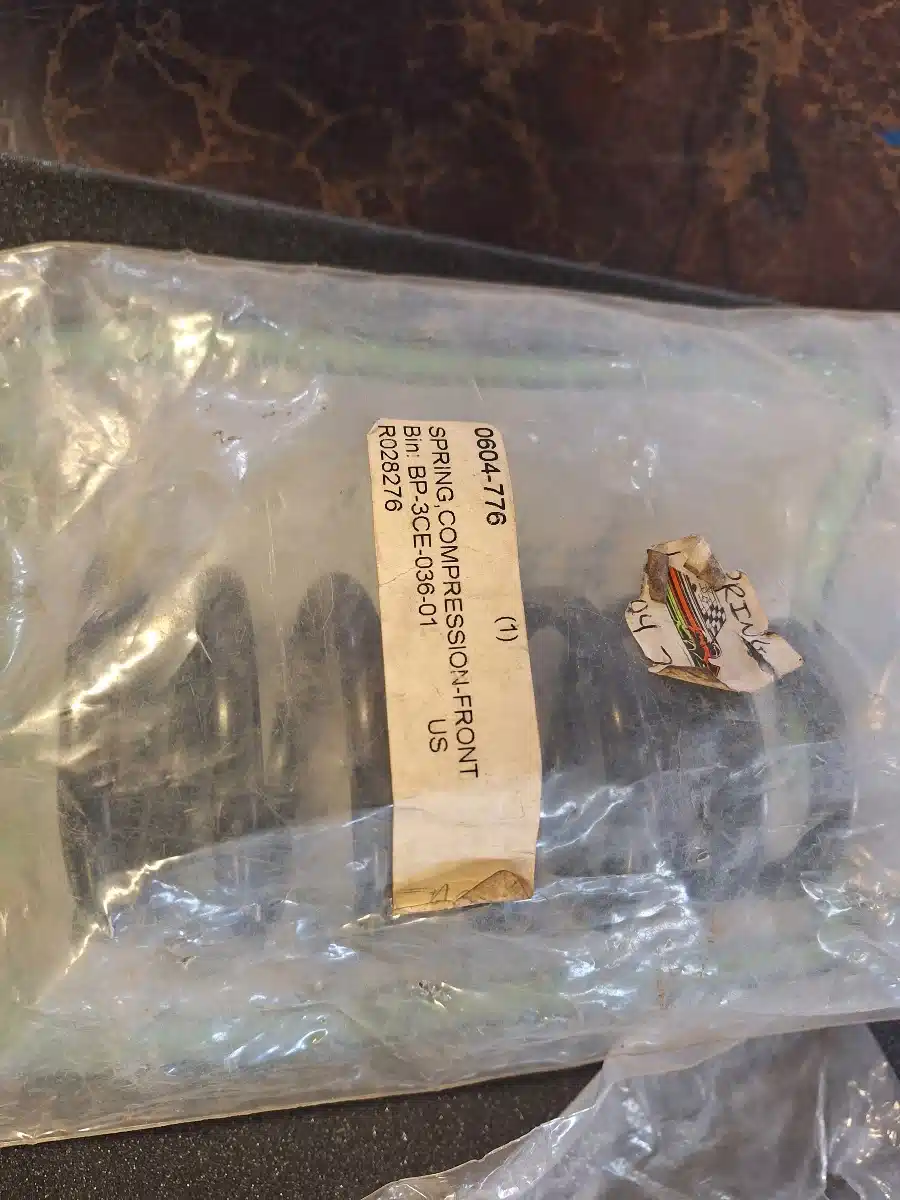 0604-776 (1)
SPRING,COMPRESSION-FRONT
Bin: BP-3CE-036-01 US
R028276